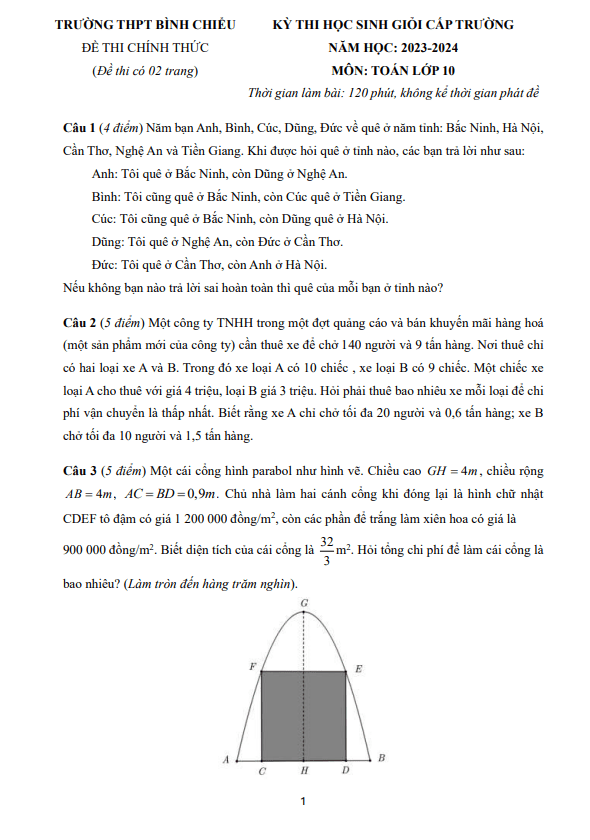 TRƯỜNG THPT BÌNH CHIỂU KỲ THI HỌC SINH GIỎI CẤP TRƯỜNG
ĐỀ THI CHÍNH THỨC NĂM HỌC: 2023-2024
(Đề thi có 02 trang) MÔN: TOÁN LỚP 10
Thời gian làm bài: 120 phút, không kể thời gian phát đề
Câu 1 (4 điểm) Năm bạn Anh, Bình, Cúc, Dũng, Đức về quê ở năm tỉnh: Bắc Ninh, Hà Nội,
Cần Thơ, Nghệ An và Tiền Giang. Khi được hỏi quê ở tỉnh nào, các bạn trả lời như sau:
Anh: Tôi quê ở Bắc Ninh, còn Dũng ở Nghệ An.
Bình: Tôi cũng quê ở Bắc Ninh, còn Cúc quê ở Tiền Giang.
Cúc: Tôi cũng quê ở Bắc Ninh, còn Dũng quê ở Hà Nội.
Dũng: Tôi quê ở Nghệ An, còn Đức ở Cần Thơ.
Đức: Tôi quê ở Cần Thơ, còn Anh ở Hà Nội.
Nếu không bạn nào trả lời sai hoàn toàn thì quê của mỗi bạn ở tỉnh nào?
Câu 2 (5 điểm) Một công ty TNHH trong một đợt quảng cáo và bán khuyến mãi hàng hoá
(một sản phẩm mới của công ty) cần thuê xe để chở 140 người và 9 tấn hàng. Nơi thuê chỉ
có hai loại xe A và B. Trong đó xe loại A có 10 chiếc , xe loại B có 9 chiếc. Một chiếc xe
loại A cho thuê với giá 4 triệu, loại B giá 3 triệu. Hỏi phải thuê bao nhiêu xe mỗi loại để chi
phí vận chuyển là thấp nhất. Biết rằng xe A chỉ chở tối đa 20 người và 0,6 tấn hàng; xe B
chở tối đa 10 người và 1,5 tấn hàng.
Câu 3 (5 điểm) Một cái cổng hình parabol như hình vẽ. Chiều cao GH = 4m, chiều rộng
AB = 4m, AC = BD = 0,9m. Chủ nhà làm hai cánh cổng khi đóng lại là hình chữ nhật
CDEF tô đậm có giá 1 200 000 đồng/m², còn các phần để trắng làm xiên hoa có giá là
900 000 đồng/m². Biết diện tích của cái cổng là 32/3 m². Hỏi tổng chi phí để làm cái cổng là
bao nhiêu? (Làm tròn đến hàng trăm nghìn).
G
F E
A B
C H D
1